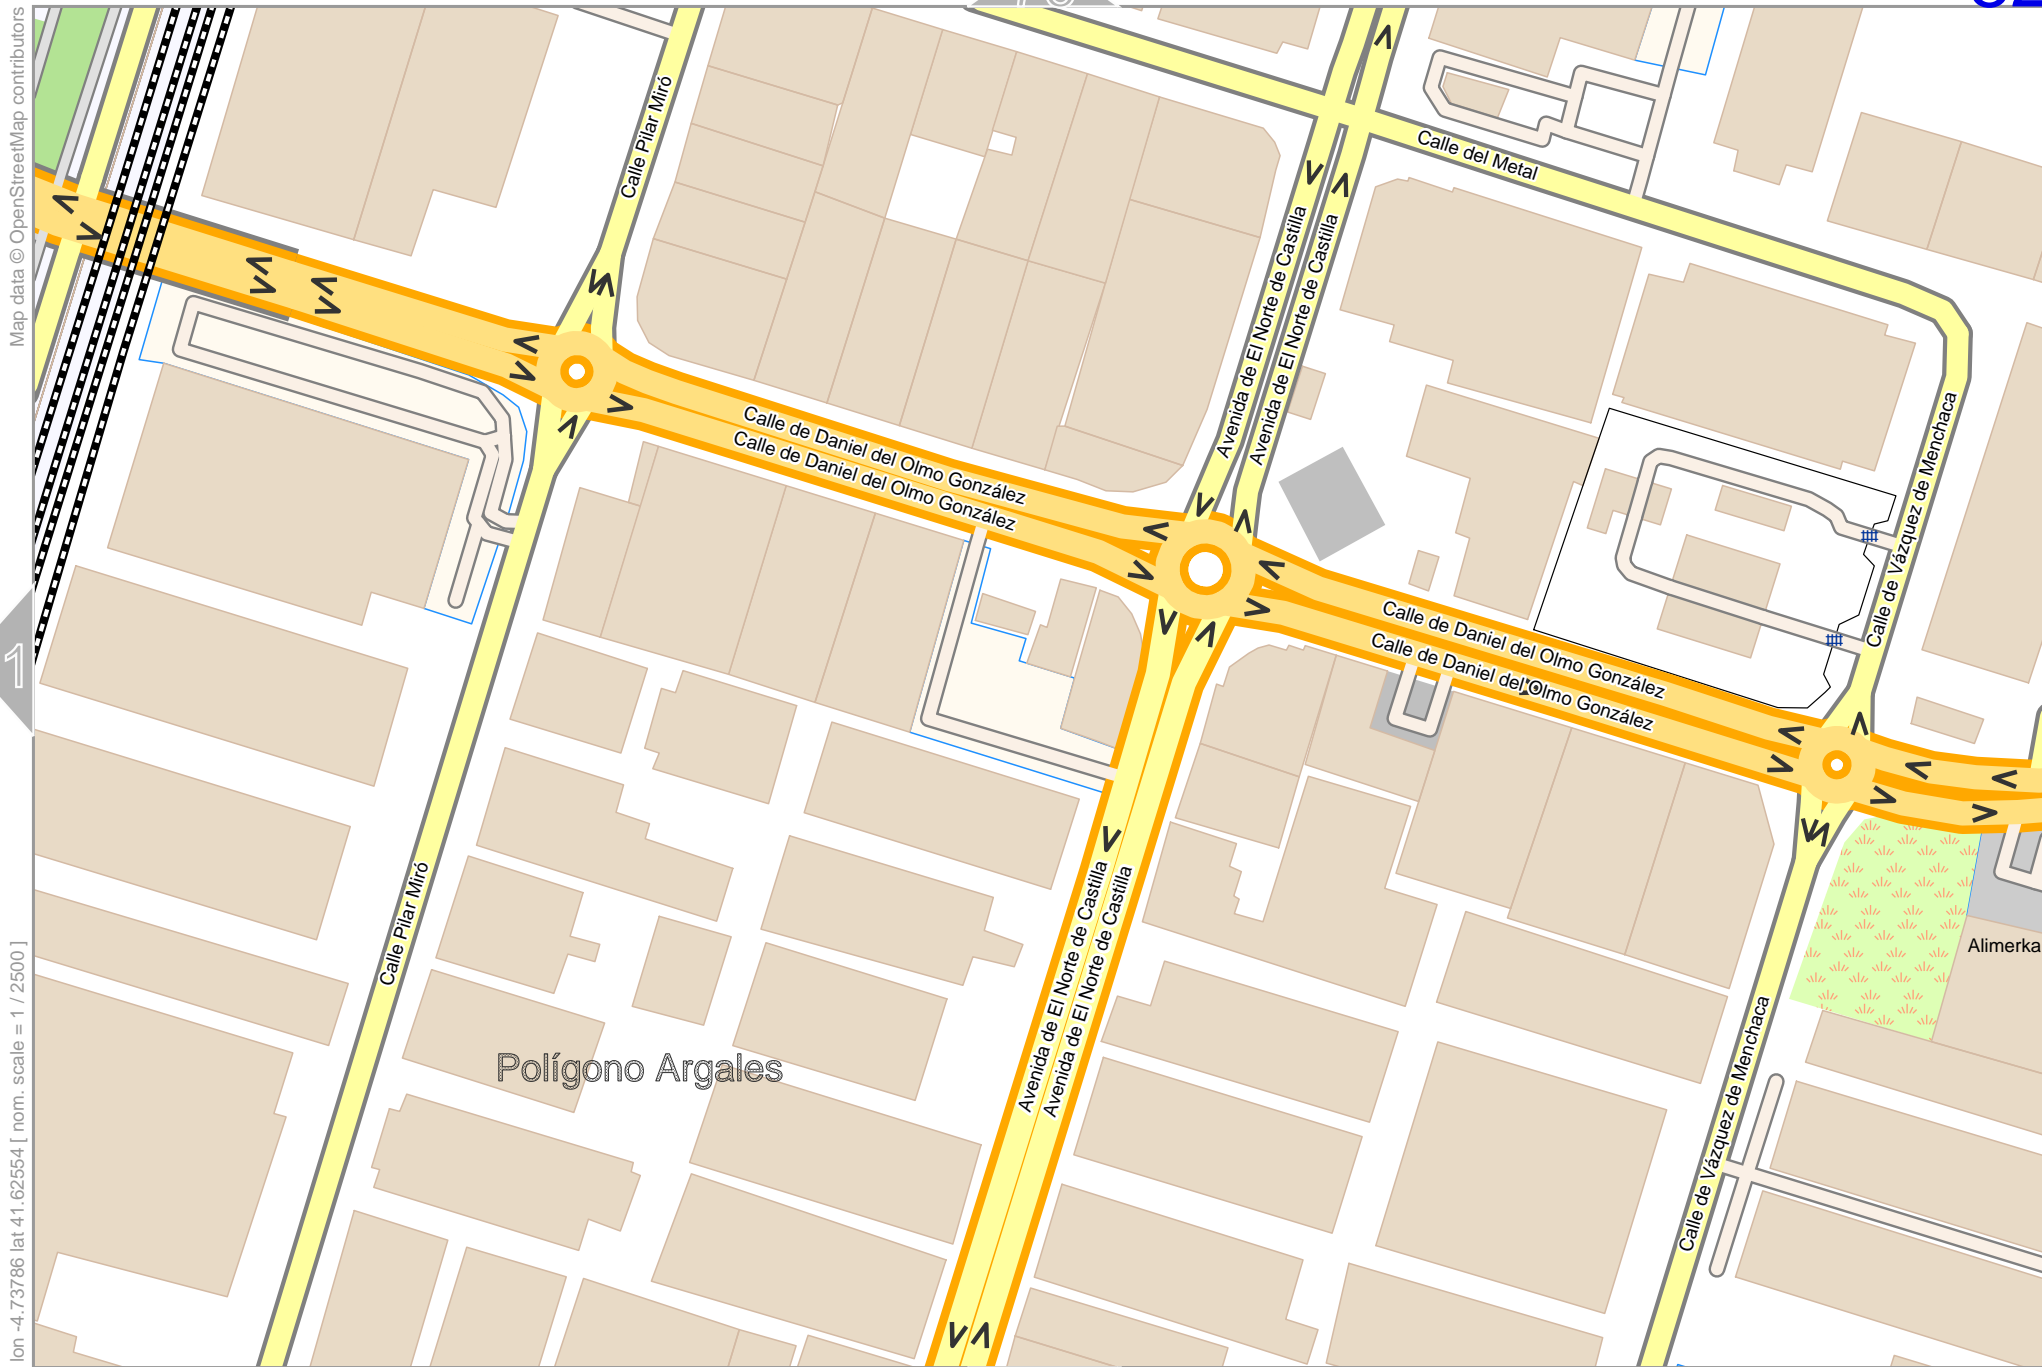 Map data © OpenStreetMap contributors
Calle Pilar Miró
Calle del Metal
Avenida de El Norte de Castilla
Avenida de El Norte de Castilla
Calle de Daniel del Olmo González
Calle de Daniel del Olmo González
Calle de Vázquez de Menchaca
Calle de Daniel del Olmo González
Calle de Daniel del Olmo González
1
Calle Pilar Miró
Avenida de El Norte de Castilla
Avenida de El Norte de Castilla
Alimerka
Polígono Argales
Calle de Vázquez de Menchaca
lon -4.73786 lat 41.62554 [ nom. scale = 1 / 2500 ]